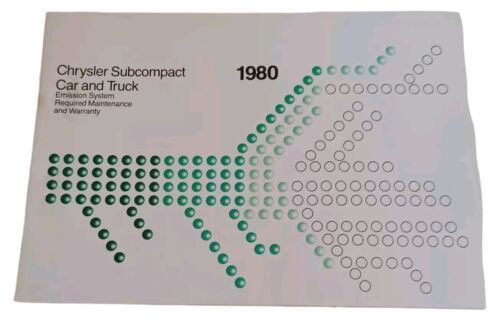 Chrysler Subcompact
Car and Truck
Emission System
Required Maintenance
and Warranty
1980